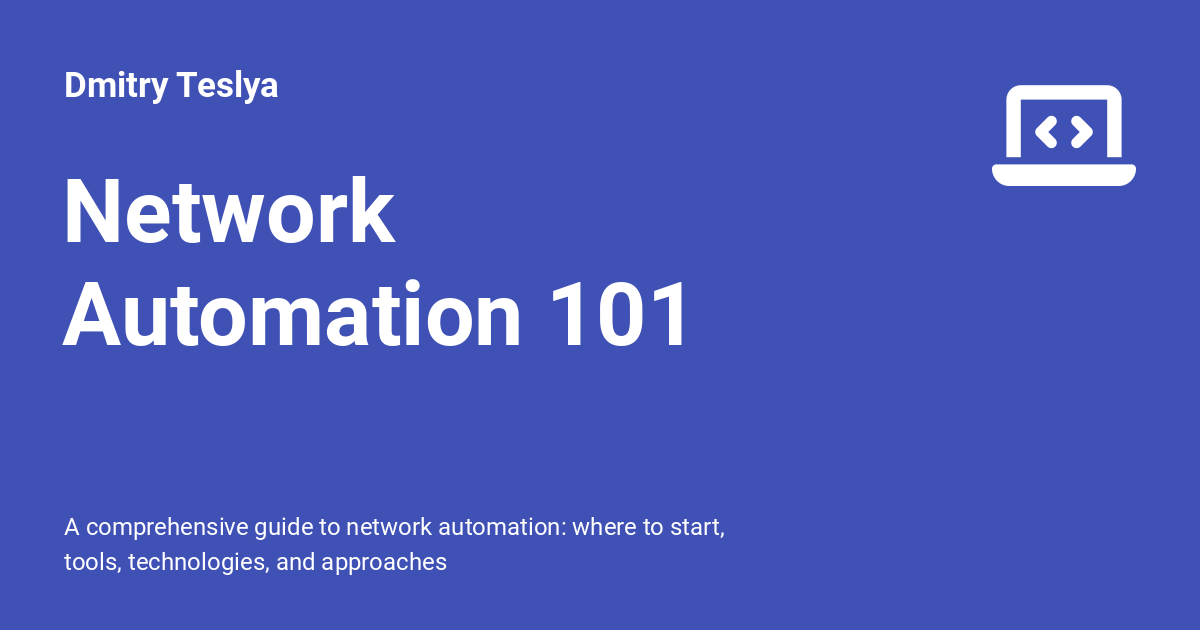 Dmitry Teslya
Network
Automation 101
A comprehensive guide to network automation: where to start,
tools, technologies, and approaches